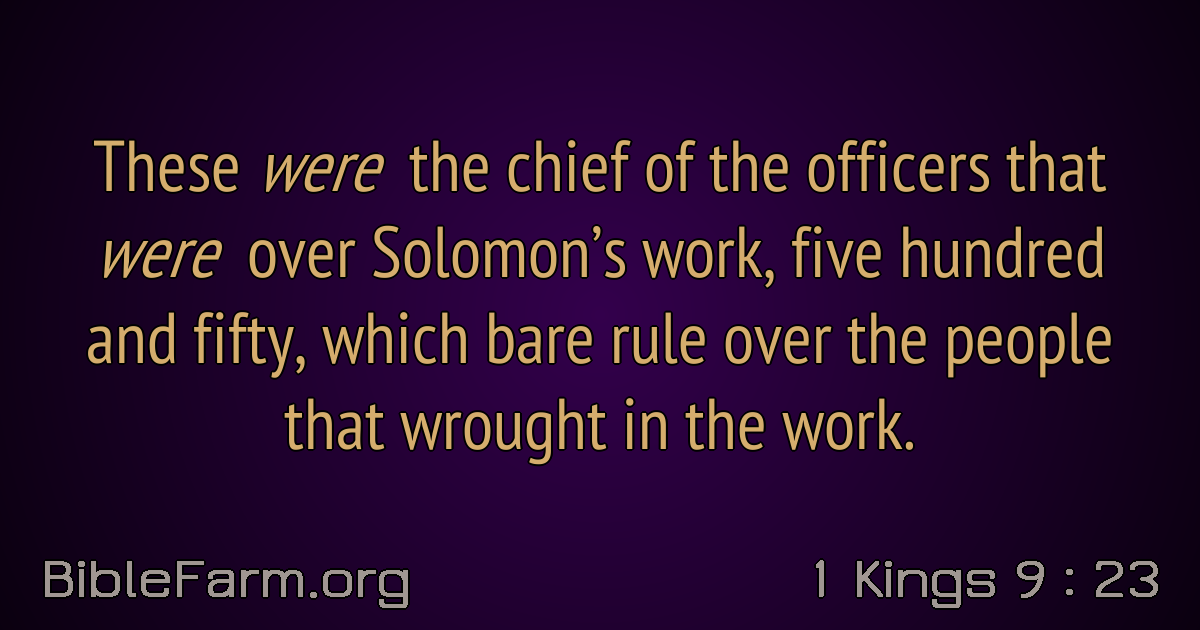 These were the chief of the officers that
were over Solomon’s work, five hundred
and fifty, which bare rule over the people
that wrought in the work.
BibleFarm.org
1 Kings 9 : 23